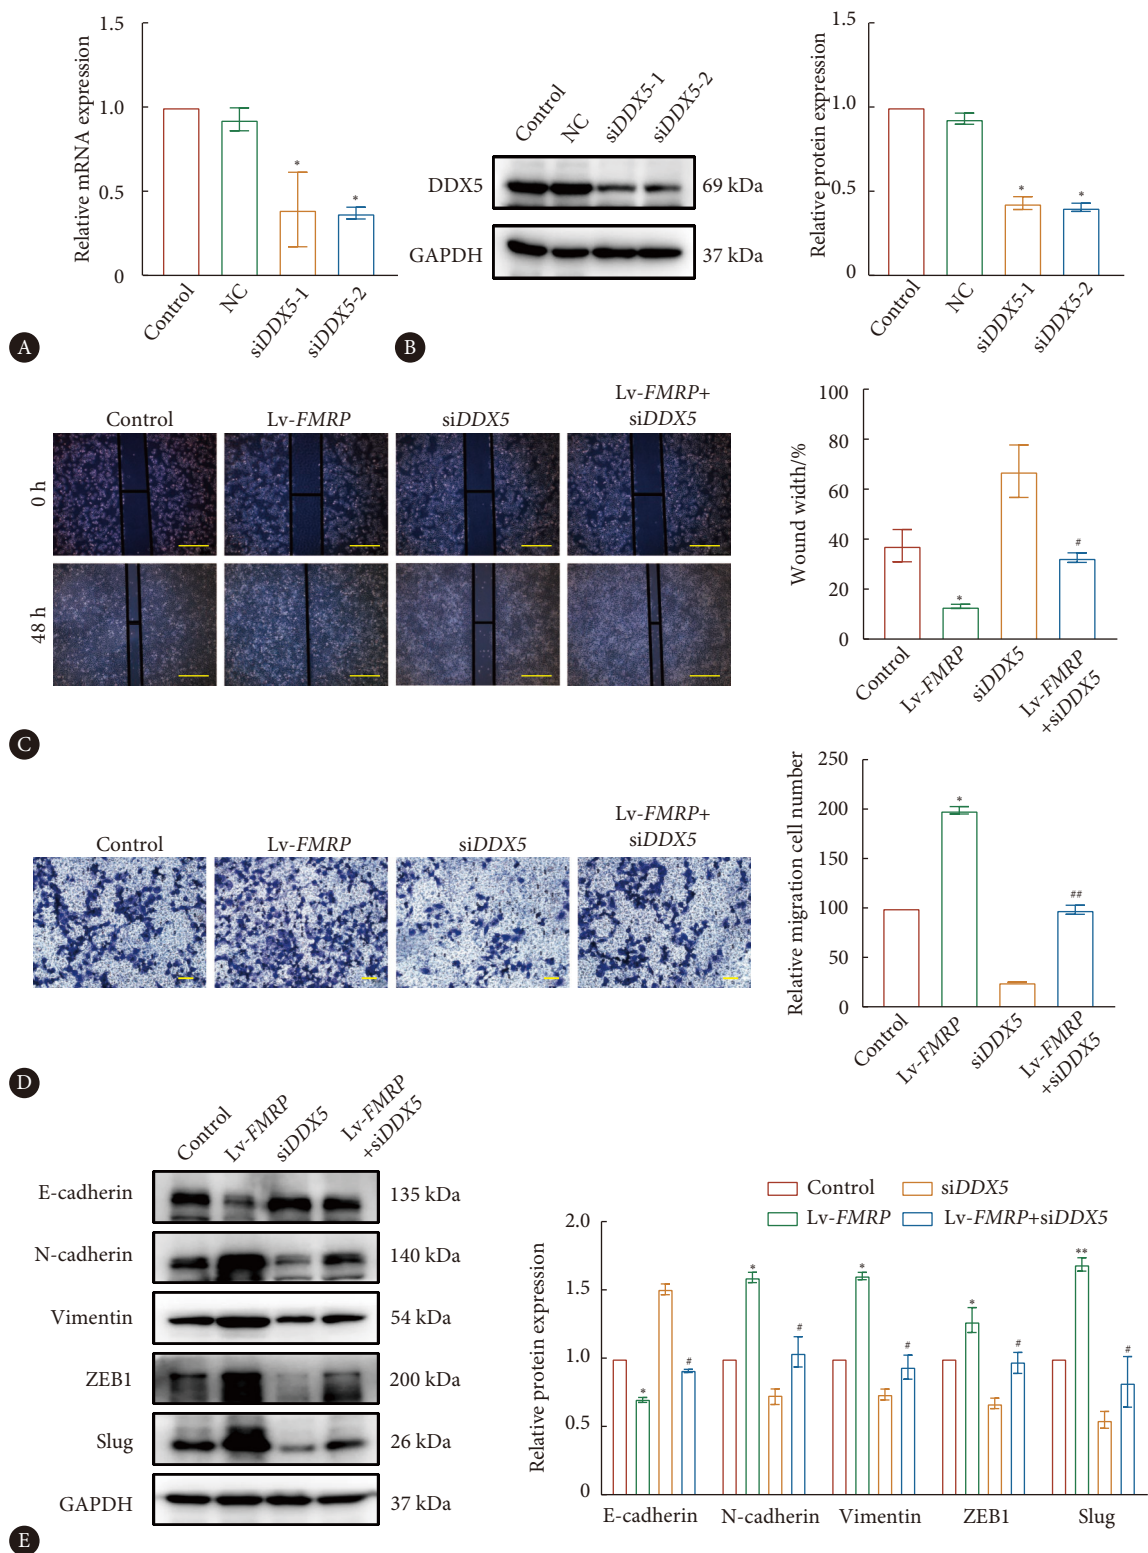 Relative mRNA expression
1.5
1.0
0.5
0
Control
NC
siDDX5-1
siDDX5-2
*
*
A
Control
NC
siDDX5-1
siDDX5-2
DDX5
69 kDa
GAPDH
37 kDa
B
Relative protein expression
1.5
1.0
0.5
0
*
*
Control
NC
siDDX5-1
siDDX5-2
Control
Lv-FMRP
siDDX5
Lv-FMRP+
siDDX5
0 h
48 h
C
Wound width/%
100
80
60
40
20
0
*
#
Control
Lv-FMRP
siDDX5
Lv-FMRP
+siDDX5
Control
Lv-FMRP
siDDX5
Lv-FMRP+
siDDX5
D
Relative migration cell number
250
200
150
100
50
0
*
##
Control
Lv-FMRP
siDDX5
Lv-FMRP
+siDDX5
Control
Lv-FMRP
siDDX5
Lv-FMRP
+siDDX5
E-cadherin
135 kDa
N-cadherin
140 kDa
Vimentin
54 kDa
ZEB1
200 kDa
Slug
26 kDa
GAPDH
37 kDa
E
Control
siDDX5
Lv-FMRP
Lv-FMRP+siDDX5
Relative protein expression
2.0
1.5
1.0
0.5
0
*
#
*
#
*
#
*
#
**
#
E-cadherin
N-cadherin
Vimentin
ZEB1
Slug